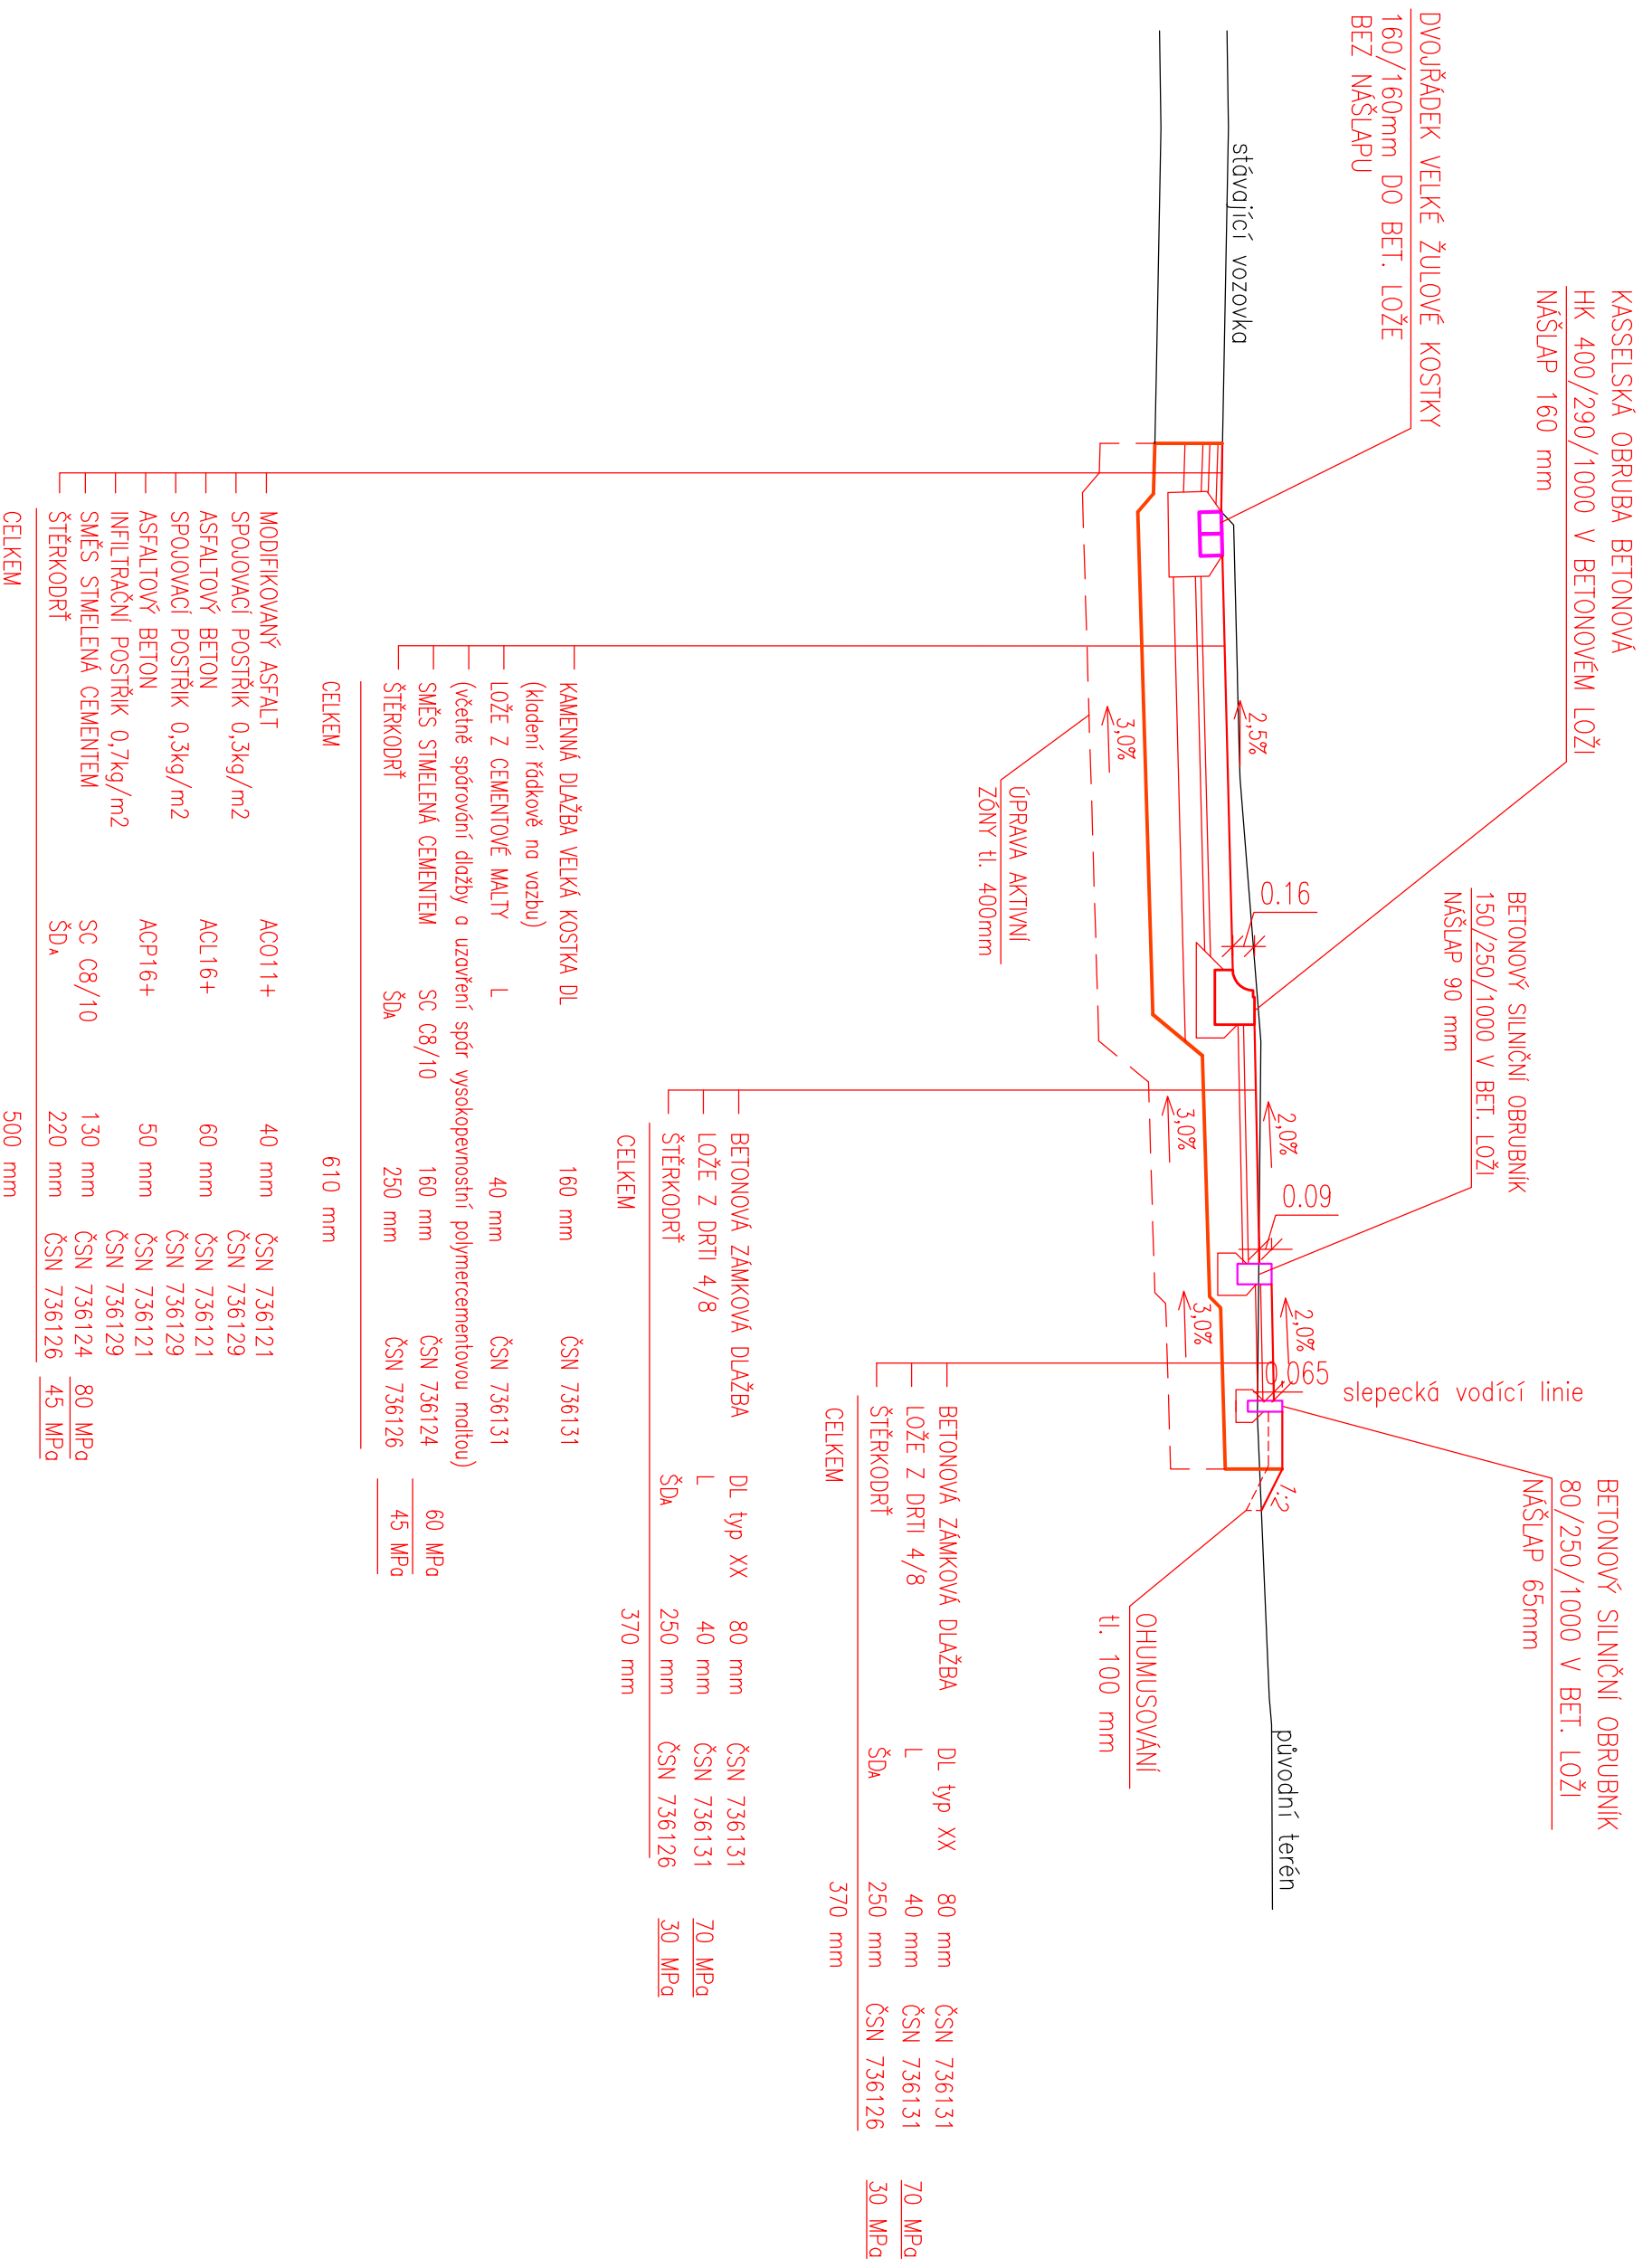 KASSELSKÁ OBRUBA BETONOVÁ
HK 400/290/1000 V BETONOVÉM LOŽI
NÁŠLAP 160 mm
BETONOVÝ SILNIČNÍ OBRUBNÍK
80/250/1000 V BET. LOŽI
NÁŠLAP 65mm
BETONOVÝ SILNIČNÍ OBRUBNÍK
150/250/1000 V BET. LOŽI
NÁŠLAP 90 mm
DVOJŘÁDEK VELKÉ ŽULOVÉ KOSTKY
160/160mm DO BET. LOŽE
BEZ NÁŠLAPU
slepecká vodící linie
0.16
0.09
0.065
stávající vozovka
2,5%
2,0%
2,0%
1:2
původní terén
3,0%
3,0%
3,0%
OHUMUSOVÁNÍ
tl. 100 mm
ÚPRAVA AKTIVNÍ
ZÓNY tl. 400mm
BETONOVÁ ZÁMKOVÁ DLAŽBA DL typ XX 80 mm ČSN 736131
LOŽE Z DRTI 4/8 L 40 mm ČSN 736131 70 MPa
ŠTĚRKODRŤ ŠDA 250 mm ČSN 736126 30 MPa
CELKEM 370 mm
BETONOVÁ ZÁMKOVÁ DLAŽBA DL typ XX 80 mm ČSN 736131
LOŽE Z DRTI 4/8 L 40 mm ČSN 736131 70 MPa
ŠTĚRKODRŤ ŠDA 250 mm ČSN 736126 30 MPa
CELKEM 370 mm
KAMENNÁ DLAŽBA VELKÁ KOSTKA DL 160 mm ČSN 736131
(kladení řádkově na vazbu)
LOŽE Z CEMENTOVÉ MALTY L 40 mm ČSN 736131
(včetně spárování dlažby a uzavření spár vysokopevnostní polymercementovou maltou)
SMĚS STMELENÁ CEMENTEM SC C8/10 160 mm ČSN 736124 60 MPa
ŠTĚRKODRŤ ŠDA 250 mm ČSN 736126 45 MPa
CELKEM 610 mm
MODIFIKOVANÝ ASFALT ACO11+ 40 mm ČSN 736121
SPOJOVACÍ POSTŘIK 0,3kg/m2 ČSN 736129
ASFALTOVÝ BETON ACL16+ 60 mm ČSN 736121
SPOJOVACÍ POSTŘIK 0,3kg/m2 ČSN 736129
ASFALTOVÝ BETON ACP16+ 50 mm ČSN 736121
INFILTRAČNÍ POSTŘIK 0,7kg/m2 ČSN 736129
SMĚS STMELENÁ CEMENTEM SC C8/10 130 mm ČSN 736124 80 MPa
ŠTĚRKODRŤ ŠDA 220 mm ČSN 736126 45 MPa
CELKEM 500 mm